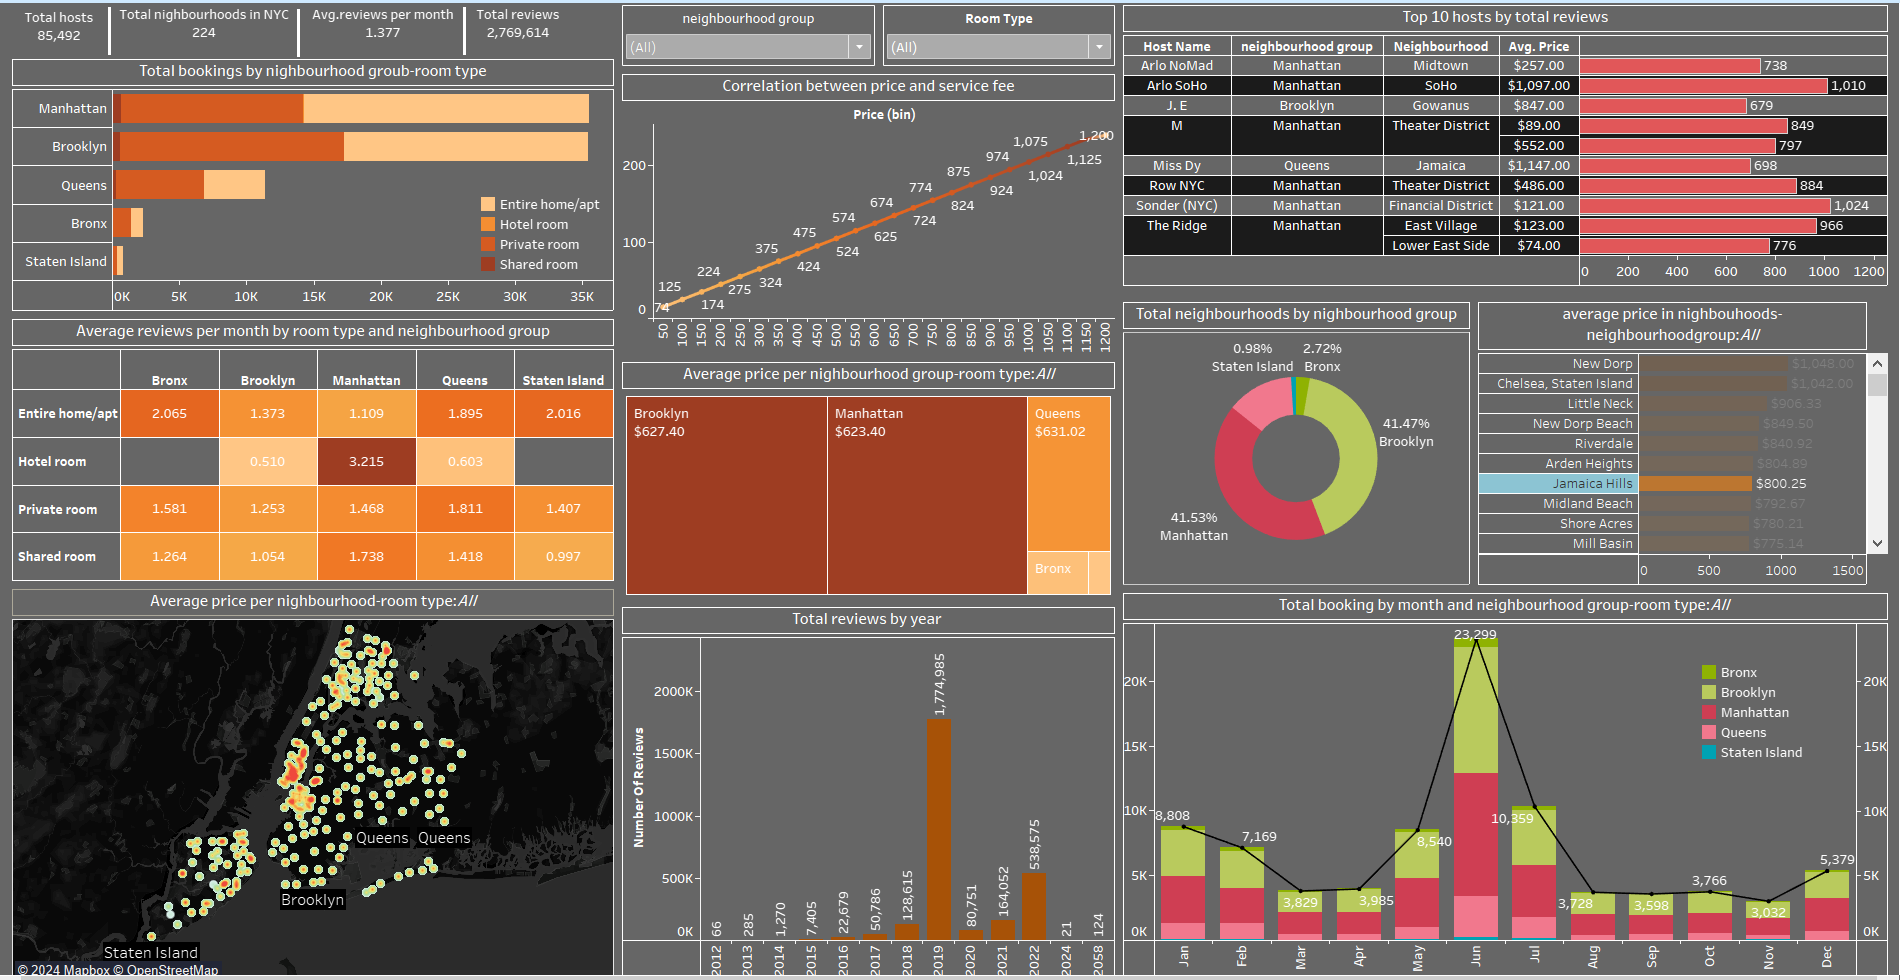 Total hosts
85,492
Total nighbourhoods in NYC
224
Avg.reviews per month
1.377
Total reviews
2,769,614
neighbourhood group
(All)
Room Type
(All)
Total bookings by nighbourhood groub-room type
Manhattan
Brooklyn
Queens
Bronx
Staten Island
Entire home/apt
Hotel room
Private room
Shared room
0K 5K 10K 15K 20K 25K 30K 35K
Average reviews per month by room type and neighbourhood group
Bronx Brooklyn Manhattan Queens Staten Island
Entire home/apt 2.065 1.373 1.109 1.895 2.016
Hotel room 0.510 3.215 0.603
Private room 1.581 1.253 1.468 1.811 1.407
Shared room 1.264 1.054 1.738 1.418 0.997
Average price per nighbourhood-room type:All
Queens Queens
Brooklyn
Staten Island
© 2024 Mapbox © OpenStreetMap
Correlation between price and service fee
Price (bin)
200
100
0
74 125 174 224 275 324 375 424 475 524 574 625 674 724 774 824 875 924 974 1,024 1,075 1,125 1,200
50 100 150 200 250 300 350 400 450 500 550 600 650 700 750 800 850 900 950 1000 1050 1100 1150 1200
Average price per nighbourhood group-room type:All
Brooklyn
$627.40
Manhattan
$623.40
Queens
$631.02
Bronx
Total reviews by year
Number Of Reviews
2000K
1500K
1000K
500K
0K
66 285 1,270 7,405 22,679 50,786 128,615 1,774,985 80,751 164,052 538,575 21 124
2012 2013 2014 2015 2016 2017 2018 2019 2020 2021 2022 2024 2058
Top 10 hosts by total reviews
Host Name neighbourhood group Neighbourhood Avg. Price
Arlo NoMad Manhattan Midtown $257.00 738
Arlo SoHo Manhattan SoHo $1,097.00 1,010
J. E Brooklyn Gowanus $847.00 679
M Manhattan Theater District $89.00 849
$552.00 797
Miss Dy Queens Jamaica $1,147.00 698
Row NYC Manhattan Theater District $486.00 884
Sonder (NYC) Manhattan Financial District $121.00 1,024
The Ridge Manhattan East Village $123.00 966
Lower East Side $74.00 776
0 200 400 600 800 1000 1200
Total neighbourhoods by nighbourhood group
0.98%
Staten Island
2.72%
Bronx
41.47%
Brooklyn
41.53%
Manhattan
average price in nighbouhoods-
neighbourhoodgroup:All
New Dorp $1,048.00
Chelsea, Staten Island $1,042.00
Little Neck $906.33
New Dorp Beach $849.50
Riverdale $840.92
Arden Heights $804.89
Jamaica Hills $800.25
Midland Beach $792.67
Shore Acres $780.21
Mill Basin $775.14
0 500 1000 1500
Total booking by month and neighbourhood group-room type:All
20K 20K
15K 15K
10K 10K
5K 5K
0K 0K
8,808 7,169 3,829 3,985 8,540 23,299 10,359 3,728 3,598 3,766 3,032 5,379
Bronx
Brooklyn
Manhattan
Queens
Staten Island
Jan Feb Mar Apr May Jun Jul Aug Sep Oct Nov Dec